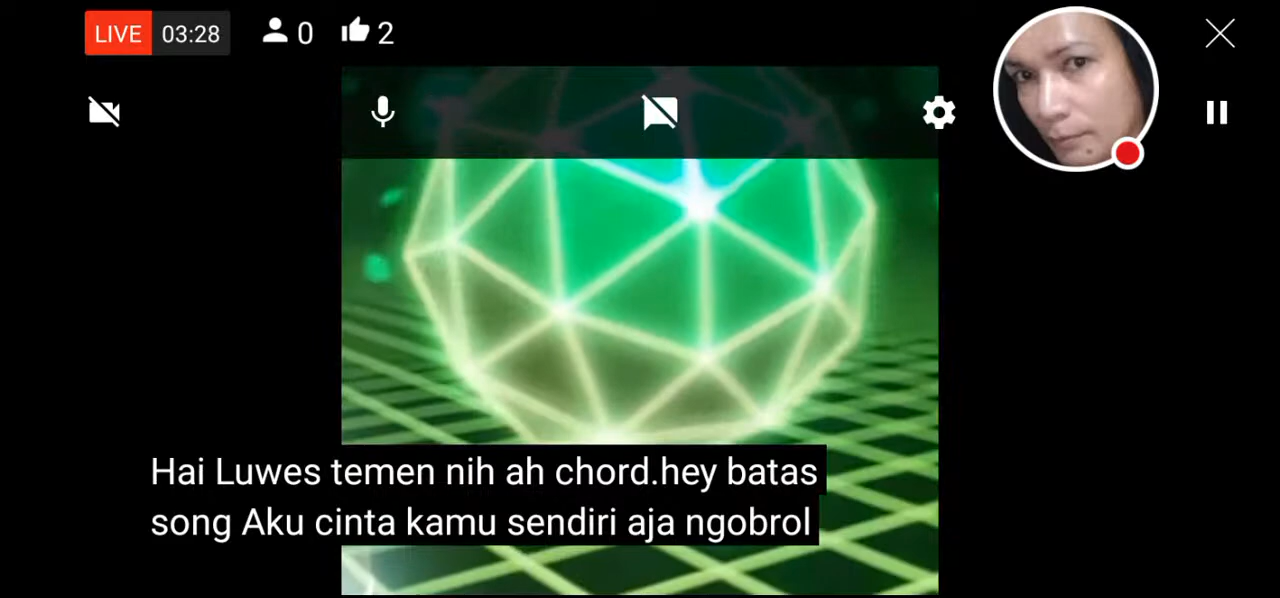 LIVE 03:28 0 2
Hai Luwes temen nih ah chord.hey batas
song Aku cinta kamu sendiri aja ngobrol